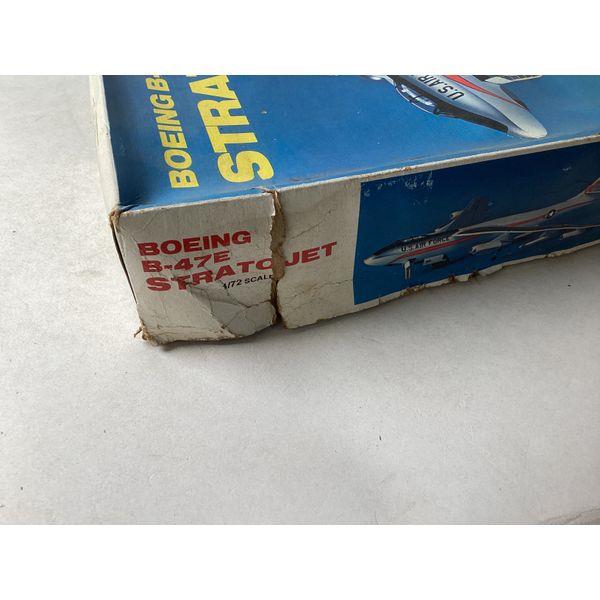 BOEING B-
STRA
U.S.AIR
BOEING
B-47E
STRATOJET
1/72 SCALE
U.S. AIR FORCE